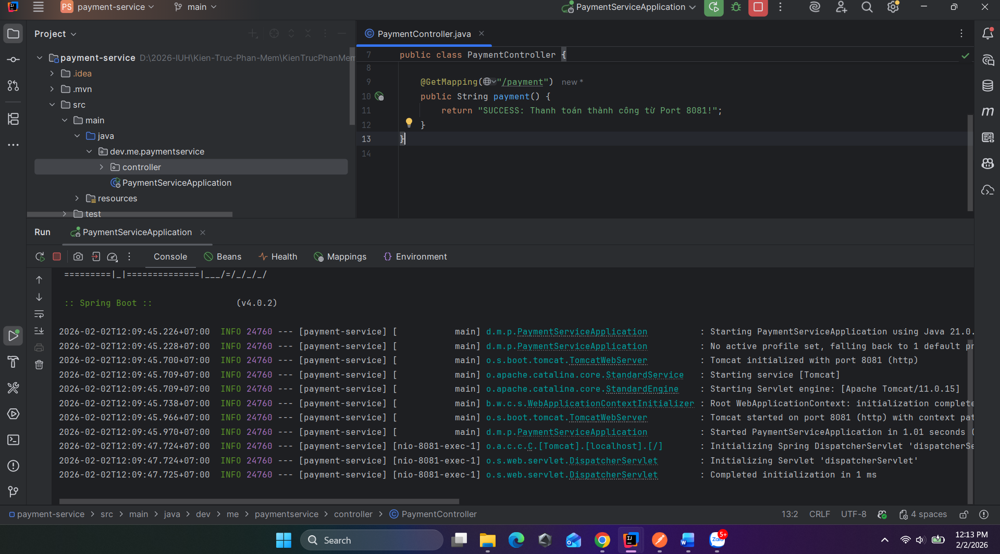 PS payment-service main PaymentServiceApplication
Project
PaymentController.java
payment-service D:\2026-IUH\Kien-Truc-Phan-Mem\KienTrucPhanMem
.idea
.mvn
src
main
java
dev.me.paymentservice
controller
PaymentServiceApplication
resources
test
7 public class PaymentController {
8
9 @GetMapping("/payment") new *
10 public String payment() {
11 return "SUCCESS: Thanh toán thành công từ Port 8081!";
12 }
13 }
14
Run PaymentServiceApplication
Console Beans Health Mappings Environment
=========|_|==============|___/=/_/_/_/
:: Spring Boot :: (v4.0.2)
2026-02-02T12:09:45.226+07:00 INFO 24760 --- [payment-service] [ main] d.m.p.PaymentServiceApplication : Starting PaymentServiceApplication using Java 21.0.
2026-02-02T12:09:45.228+07:00 INFO 24760 --- [payment-service] [ main] d.m.p.PaymentServiceApplication : No active profile set, falling back to 1 default pr
2026-02-02T12:09:45.700+07:00 INFO 24760 --- [payment-service] [ main] o.s.boot.tomcat.TomcatWebServer : Tomcat initialized with port 8081 (http)
2026-02-02T12:09:45.709+07:00 INFO 24760 --- [payment-service] [ main] o.apache.catalina.core.StandardService : Starting service [Tomcat]
2026-02-02T12:09:45.709+07:00 INFO 24760 --- [payment-service] [ main] o.apache.catalina.core.StandardEngine : Starting Servlet engine: [Apache Tomcat/11.0.15]
2026-02-02T12:09:45.738+07:00 INFO 24760 --- [payment-service] [ main] b.w.c.s.WebApplicationContextInitializer : Root WebApplicationContext: initialization complete
2026-02-02T12:09:45.966+07:00 INFO 24760 --- [payment-service] [ main] o.s.boot.tomcat.TomcatWebServer : Tomcat started on port 8081 (http) with context pat
2026-02-02T12:09:45.970+07:00 INFO 24760 --- [payment-service] [ main] d.m.p.PaymentServiceApplication : Started PaymentServiceApplication in 1.01 seconds (
2026-02-02T12:09:47.724+07:00 INFO 24760 --- [payment-service] [nio-8081-exec-1] o.a.c.c.C.[Tomcat].[localhost].[/] : Initializing Spring DispatcherServlet 'dispatcherSe
2026-02-02T12:09:47.724+07:00 INFO 24760 --- [payment-service] [nio-8081-exec-1] o.s.web.servlet.DispatcherServlet : Initializing Servlet 'dispatcherServlet'
2026-02-02T12:09:47.725+07:00 INFO 24760 --- [payment-service] [nio-8081-exec-1] o.s.web.servlet.DispatcherServlet : Completed initialization in 1 ms
payment-service > src > main > java > dev > me > paymentservice > controller > PaymentController 13:2 CRLF UTF-8 4 spaces
Search
Zalo 5+
12:13 PM
2/2/2026